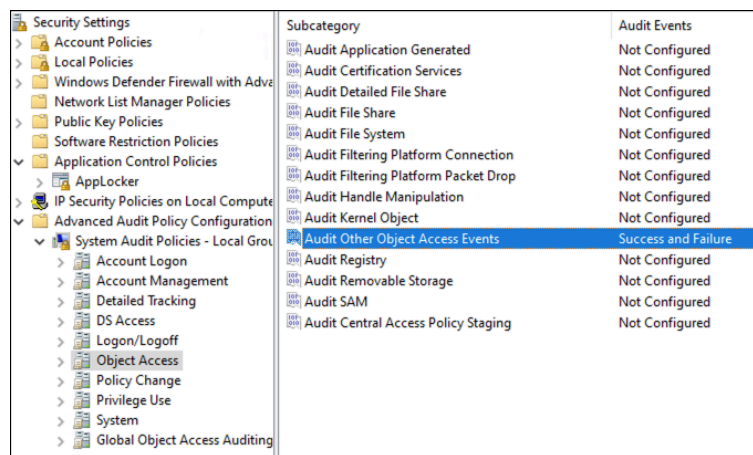 Security Settings
Account Policies
Local Policies
Windows Defender Firewall with Adva
Network List Manager Policies
Public Key Policies
Software Restriction Policies
Application Control Policies
AppLocker
IP Security Policies on Local Compute
Advanced Audit Policy Configuration
System Audit Policies - Local Grou
Account Logon
Account Management
Detailed Tracking
DS Access
Logon/Logoff
Object Access
Policy Change
Privilege Use
System
Global Object Access Auditing
Subcategory Audit Events
Audit Application Generated Not Configured
Audit Certification Services Not Configured
Audit Detailed File Share Not Configured
Audit File Share Not Configured
Audit File System Not Configured
Audit Filtering Platform Connection Not Configured
Audit Filtering Platform Packet Drop Not Configured
Audit Handle Manipulation Not Configured
Audit Kernel Object Not Configured
Audit Other Object Access Events Success and Failure
Audit Registry Not Configured
Audit Removable Storage Not Configured
Audit SAM Not Configured
Audit Central Access Policy Staging Not Configured